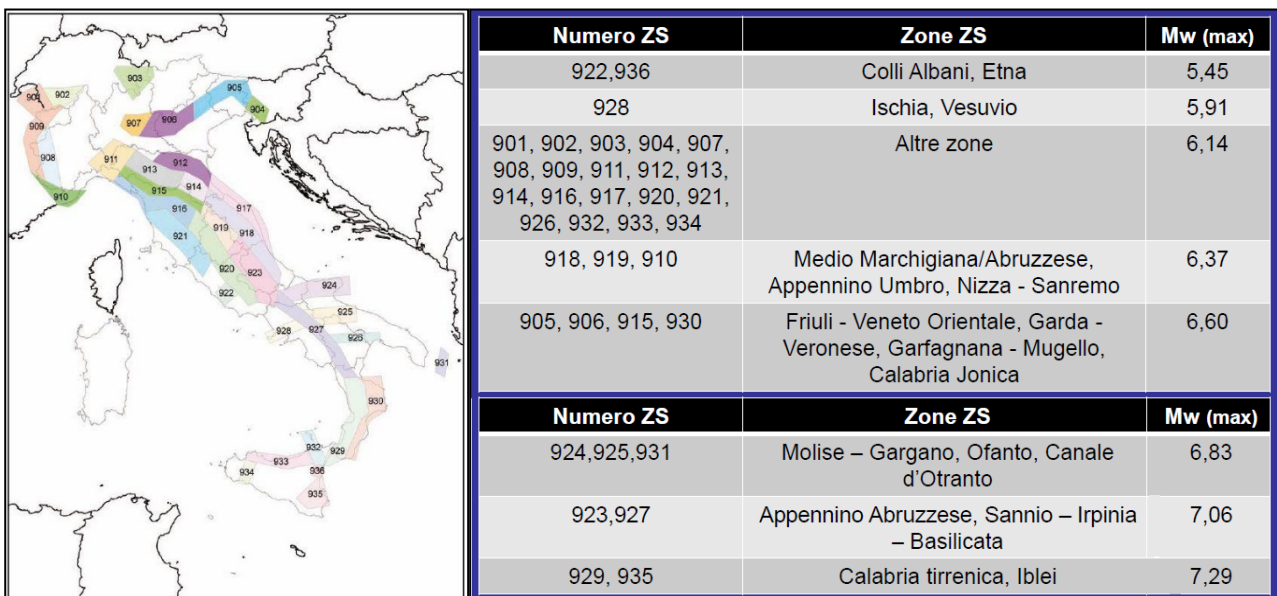 903
905
901
902
904
906
907
909
908
911
912
913
914
910
915
916
917
919
918
921
920
923
922
924
925
928
927
926
931
930
932
929
933
936
934
935
Numero ZS Zone ZS Mw (max)
922,936 Colli Albani, Etna 5,45
928 Ischia, Vesuvio 5,91
901, 902, 903, 904, 907, Altre zone 6,14
908, 909, 911, 912, 913,
914, 916, 917, 920, 921,
926, 932, 933, 934
918, 919, 910 Medio Marchigiana/Abruzzese, 6,37
Appennino Umbro, Nizza - Sanremo
905, 906, 915, 930 Friuli - Veneto Orientale, Garda - 6,60
Veronese, Garfagnana - Mugello,
Calabria Jonica
Numero ZS Zone ZS Mw (max)
924,925,931 Molise – Gargano, Ofanto, Canale 6,83
d’Otranto
923,927 Appennino Abruzzese, Sannio – Irpinia 7,06
– Basilicata
929, 935 Calabria tirrenica, Iblei 7,29